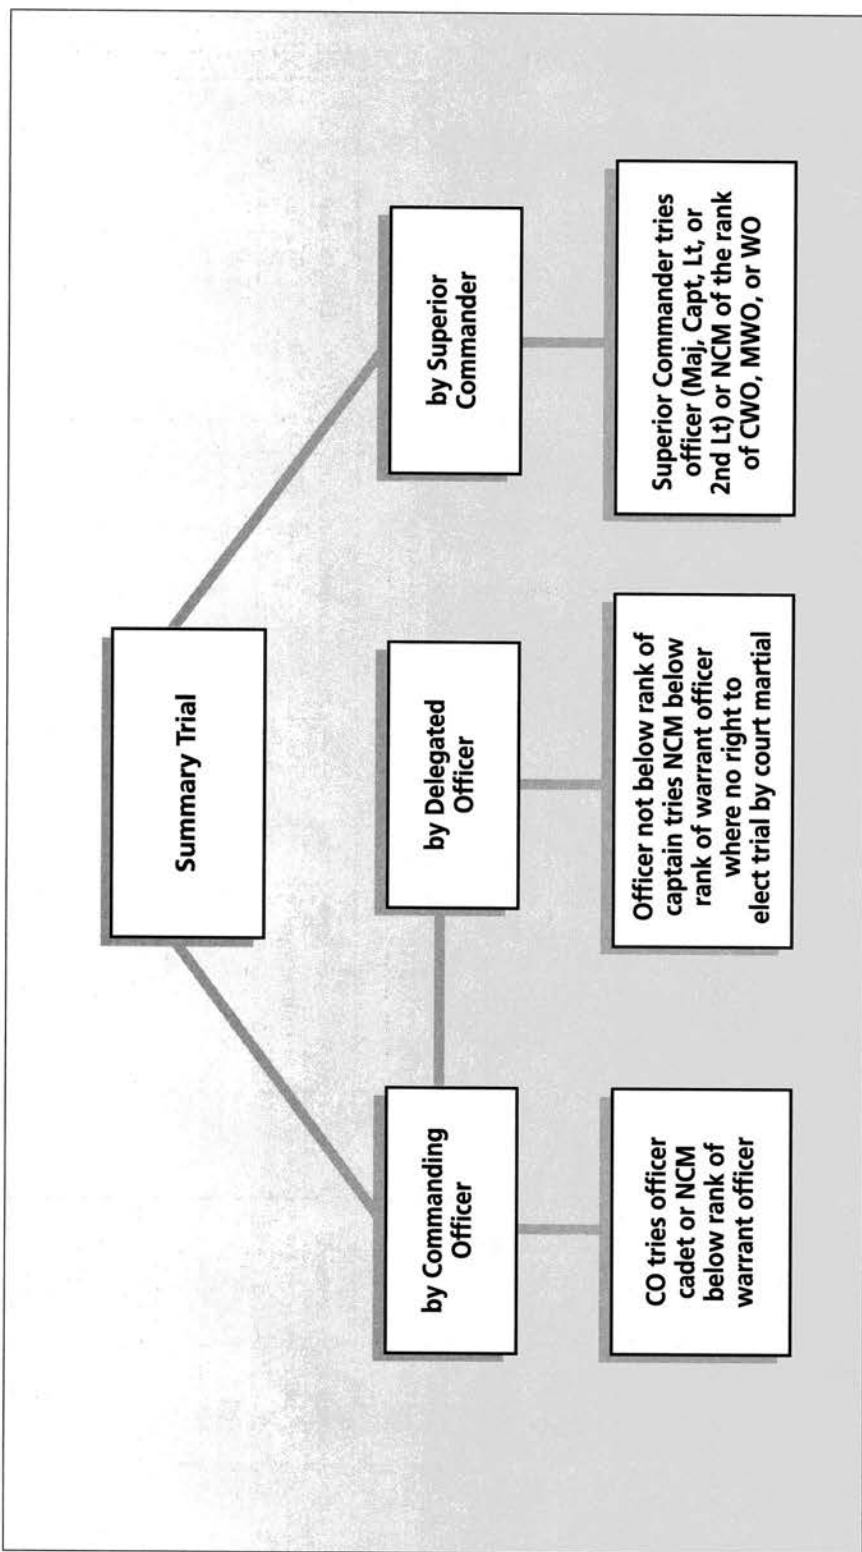 Summary Trial
by Commanding
Officer
by Delegated
Officer
by Superior
Commander
CO tries officer
cadet or NCM
below rank of
warrant officer
Officer not below rank of
captain tries NCM below
rank of warrant officer
where no right to
elect trial by court martial
Superior Commander tries
officer (Maj, Capt, Lt, or
2nd Lt) or NCM of the rank
of CWO, MWO, or WO